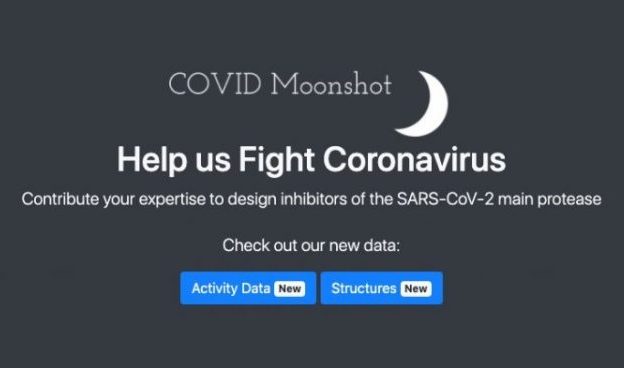 COVID Moonshot
Help us Fight Coronavirus
Contribute your expertise to design inhibitors of the SARS-CoV-2 main protease
Check out our new data:
Activity Data New Structures New